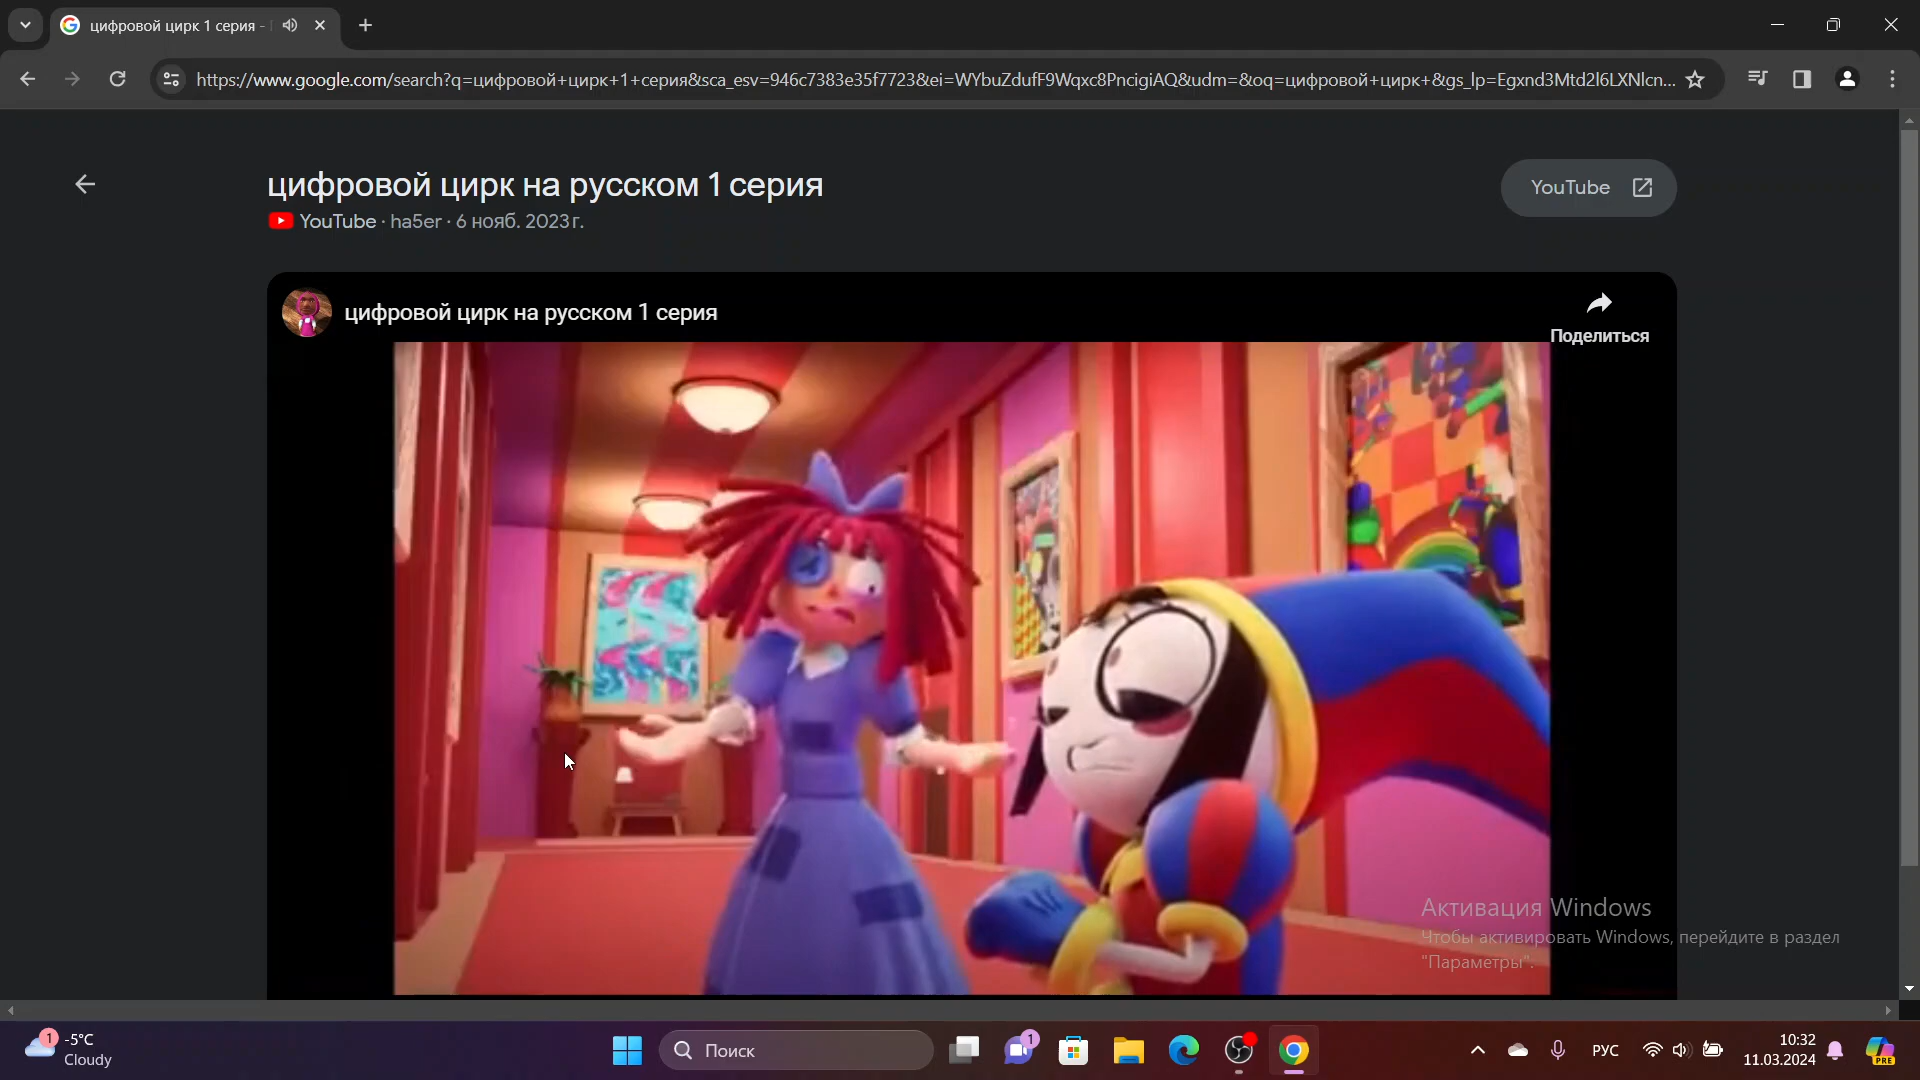 цифровой цирк 1 серия -
https://www.google.com/search?q=цифровой+цирк+1+серия&sca_esv=946c7383e35f7723&ei=WYbuZdufF9Wqxc8PncigiAQ&udm=&oq=цифровой+цирк+&gs_lp=Egxnd3Mtd2l6LXNlcn...
цифровой цирк на русском 1 серия
YouTube · ha5er · 6 нояб. 2023 г.
YouTube
цифровой цирк на русском 1 серия
Поделиться
Активация Windows
Чтобы активировать Windows, перейдите в раздел
"Параметры".
1
-5°C
Cloudy
Поиск
1
РУС
10:32
11.03.2024
PRE